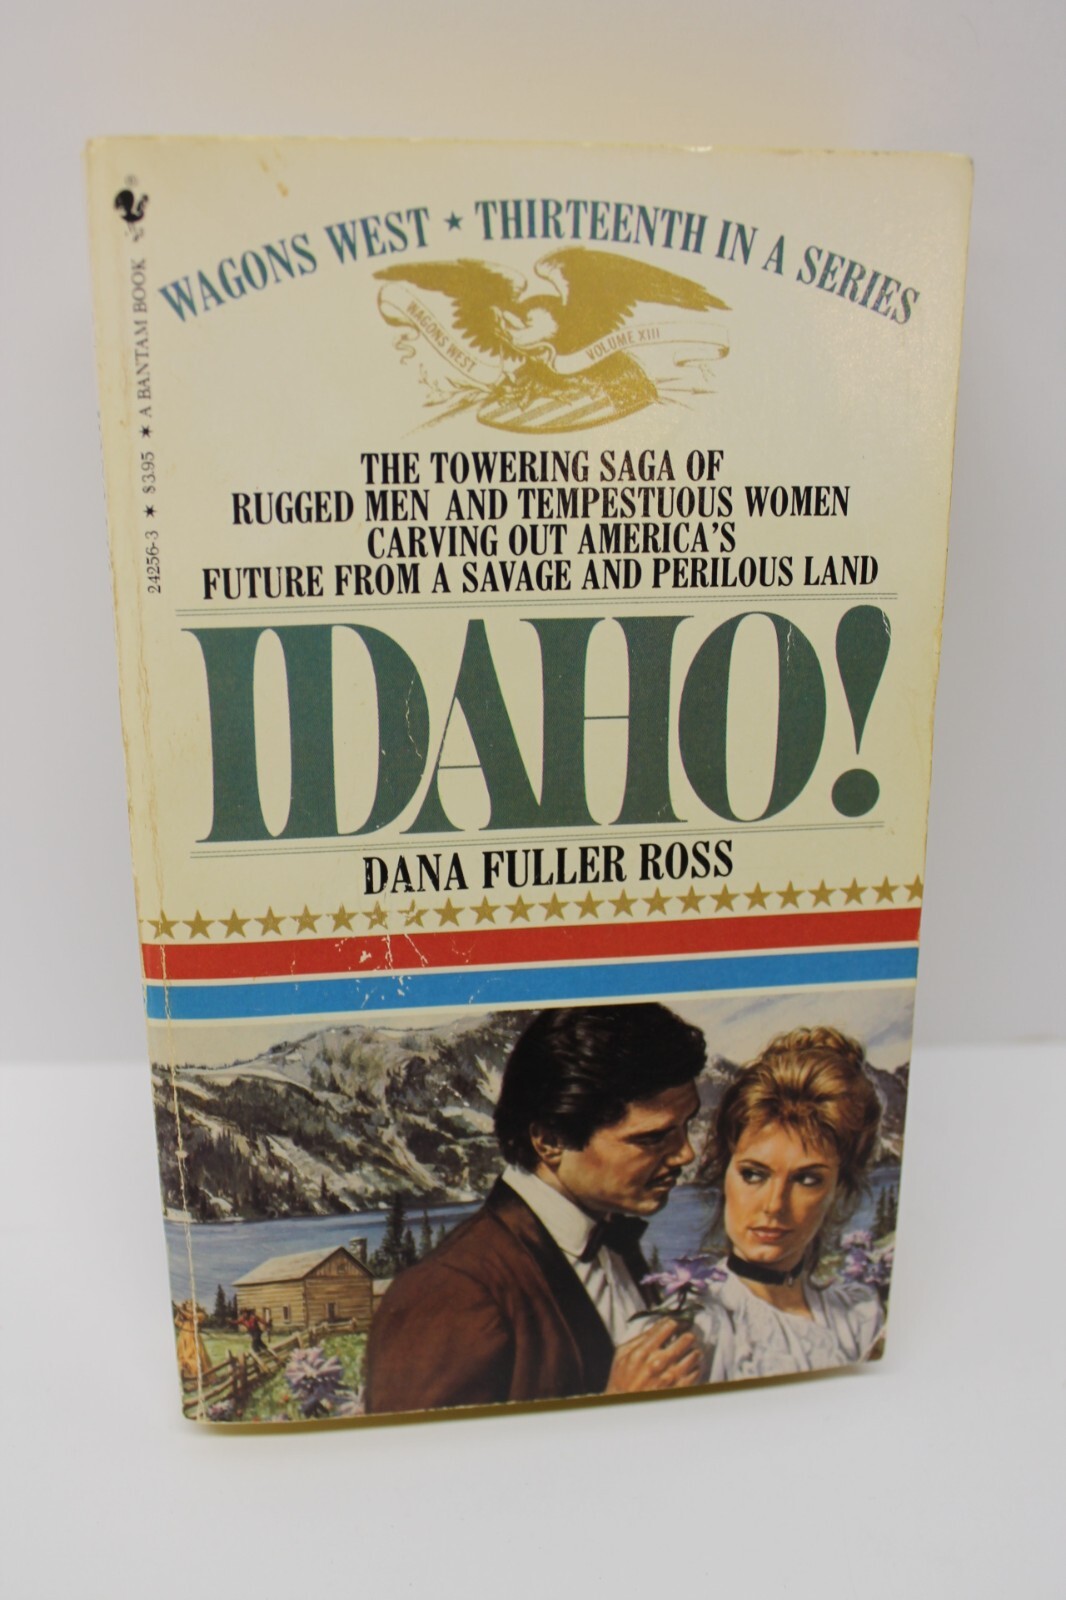 WAGONS WEST ★ THIRTEENTH IN A SERIES
WAGONS WEST
VOLUME XIII
THE TOWERING SAGA OF
RUGGED MEN AND TEMPESTUOUS WOMEN
CARVING OUT AMERICA'S
FUTURE FROM A SAVAGE AND PERILOUS LAND
IDAHO!
DANA FULLER ROSS
24256-3 * $3.95 * A BANTAM BOOK
®